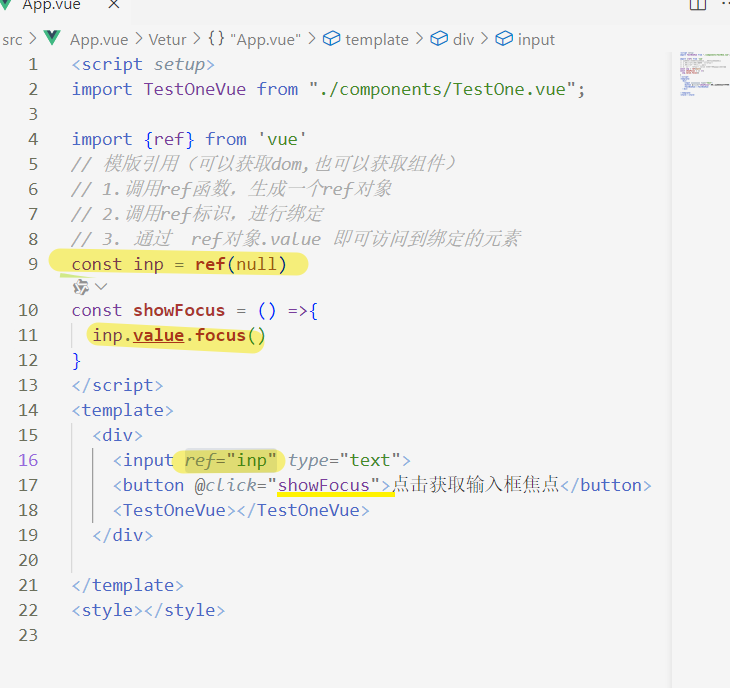 App.vue ×
src > App.vue > Vetur > {} "App.vue" > template > div > input
1 <script setup>
2 import TestOneVue from "./components/TestOne.vue";
3
4 import {ref} from 'vue'
5 // 模版引用（可以获取dom,也可以获取组件）
6 // 1.调用ref函数，生成一个ref对象
7 // 2.调用ref标识，进行绑定
8 // 3. 通过  ref对象.value 即可访问到绑定的元素
9 const inp = ref(null)
10 const showFocus = () =>{
11   inp.value.focus()
12 }
13 </script>
14 <template>
15   <div>
16     <input ref="inp" type="text">
17     <button @click="showFocus">点击获取输入框焦点</button>
18     <TestOneVue></TestOneVue>
19   </div>
20
21 </template>
22 <style></style>
23